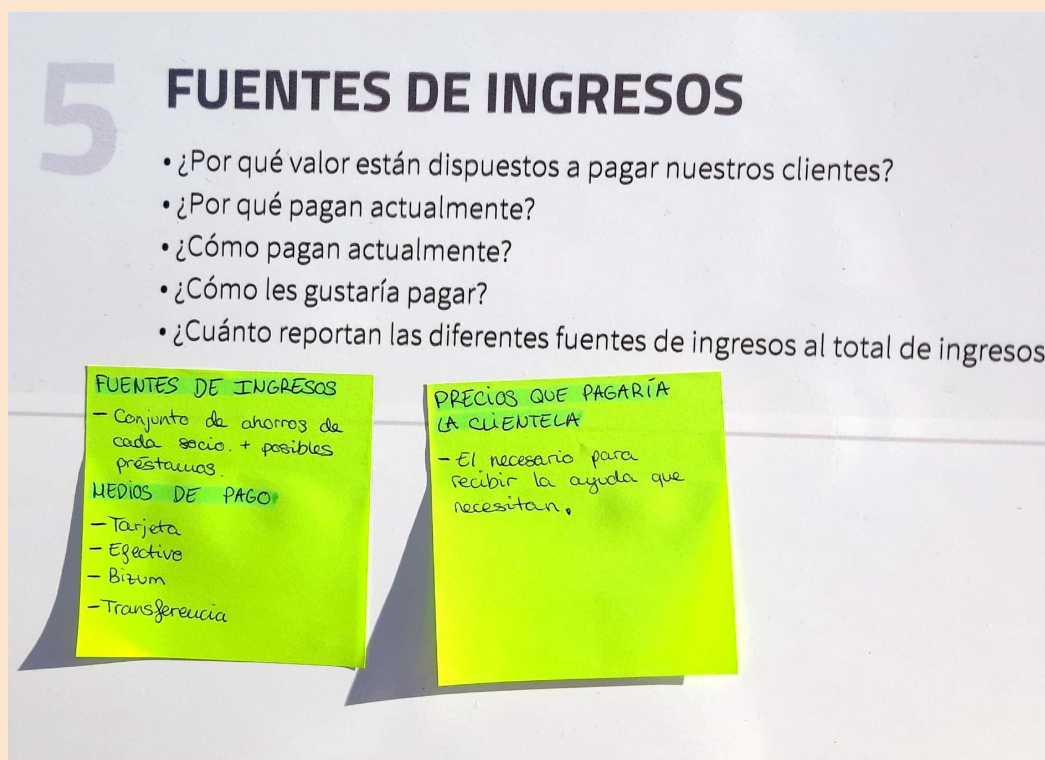 5
FUENTES DE INGRESOS
• ¿Por qué valor están dispuestos a pagar nuestros clientes?
• ¿Por qué pagan actualmente?
• ¿Cómo pagan actualmente?
• ¿Cómo les gustaría pagar?
• ¿Cuánto reportan las diferentes fuentes de ingresos al total de ingresos
FUENTES DE INGRESOS
- Conjunto de ahorros de
cada socio. + posibles
préstamos.
MEDIOS DE PAGO
- Tarjeta
- Efectivo
- Bizum
- Transferencia
PRECIOS QUE PAGARÍA
LA CLIENTELA
- El necesario para
recibir la ayuda que
necesitan.